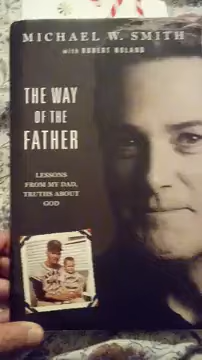 MICHAEL W. SMITH
WITH ROBERT NOLAND
THE WAY
OF THE
FATHER
LESSONS
FROM MY DAD,
TRUTHS ABOUT
GOD